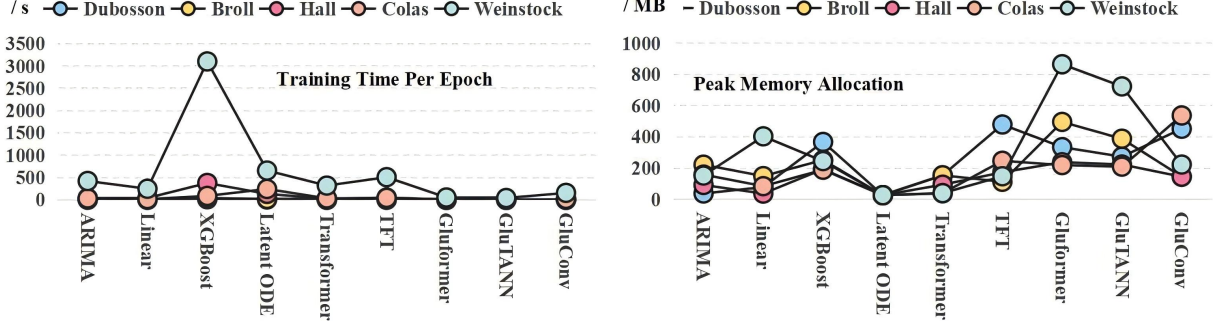 / s Dubosson Broll Hall Colas Weinstock
3500
3000
2500
2000
1500
1000
500
0
Training Time Per Epoch
ARIMA
Linear
XGBoost
Latent ODE
Transformer
TFT
Gluformer
GluTANN
GluConv
/ MB Dubosson Broll Hall Colas Weinstock
1000
800
600
400
200
0
Peak Memory Allocation
ARIMA
Linear
XGBoost
Latent ODE
Transformer
TFT
Gluformer
GluTANN
GluConv